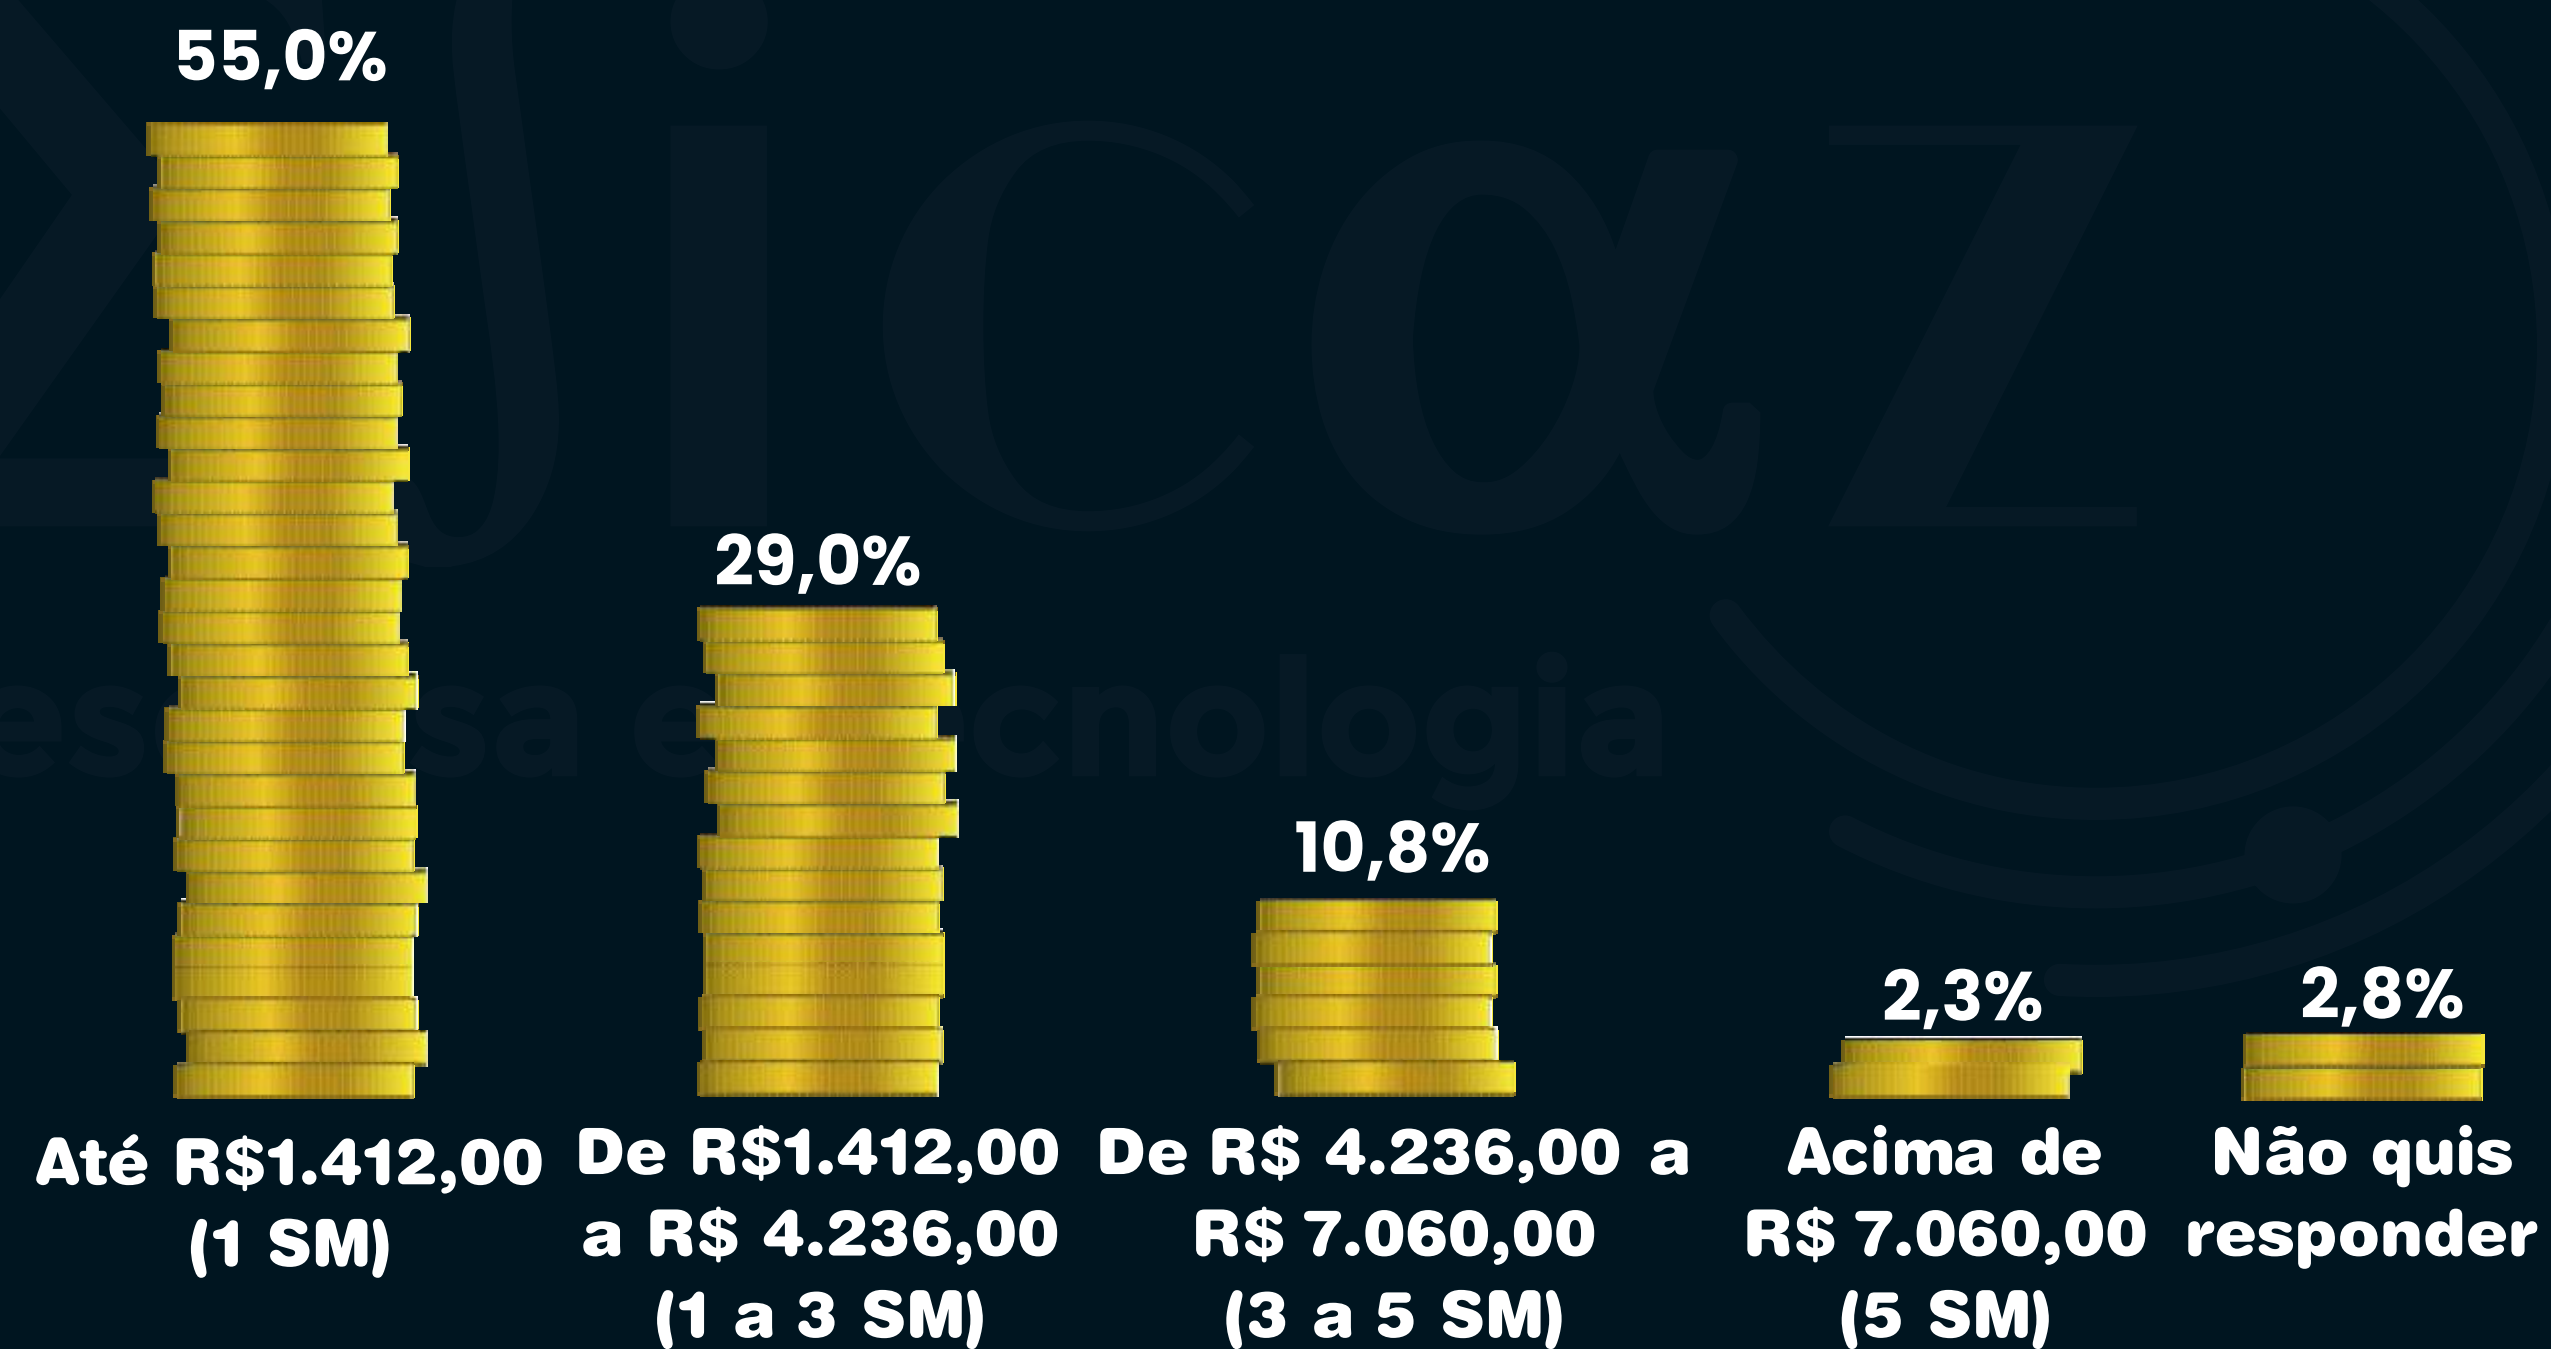 55,0%
29,0%
10,8%
2,3%
2,8%
Até R$1.412,00
(1 SM)
De R$1.412,00
a R$ 4.236,00
(1 a 3 SM)
De R$ 4.236,00 a
R$ 7.060,00
(3 a 5 SM)
Acima de
R$ 7.060,00
(5 SM)
Não quis
responder